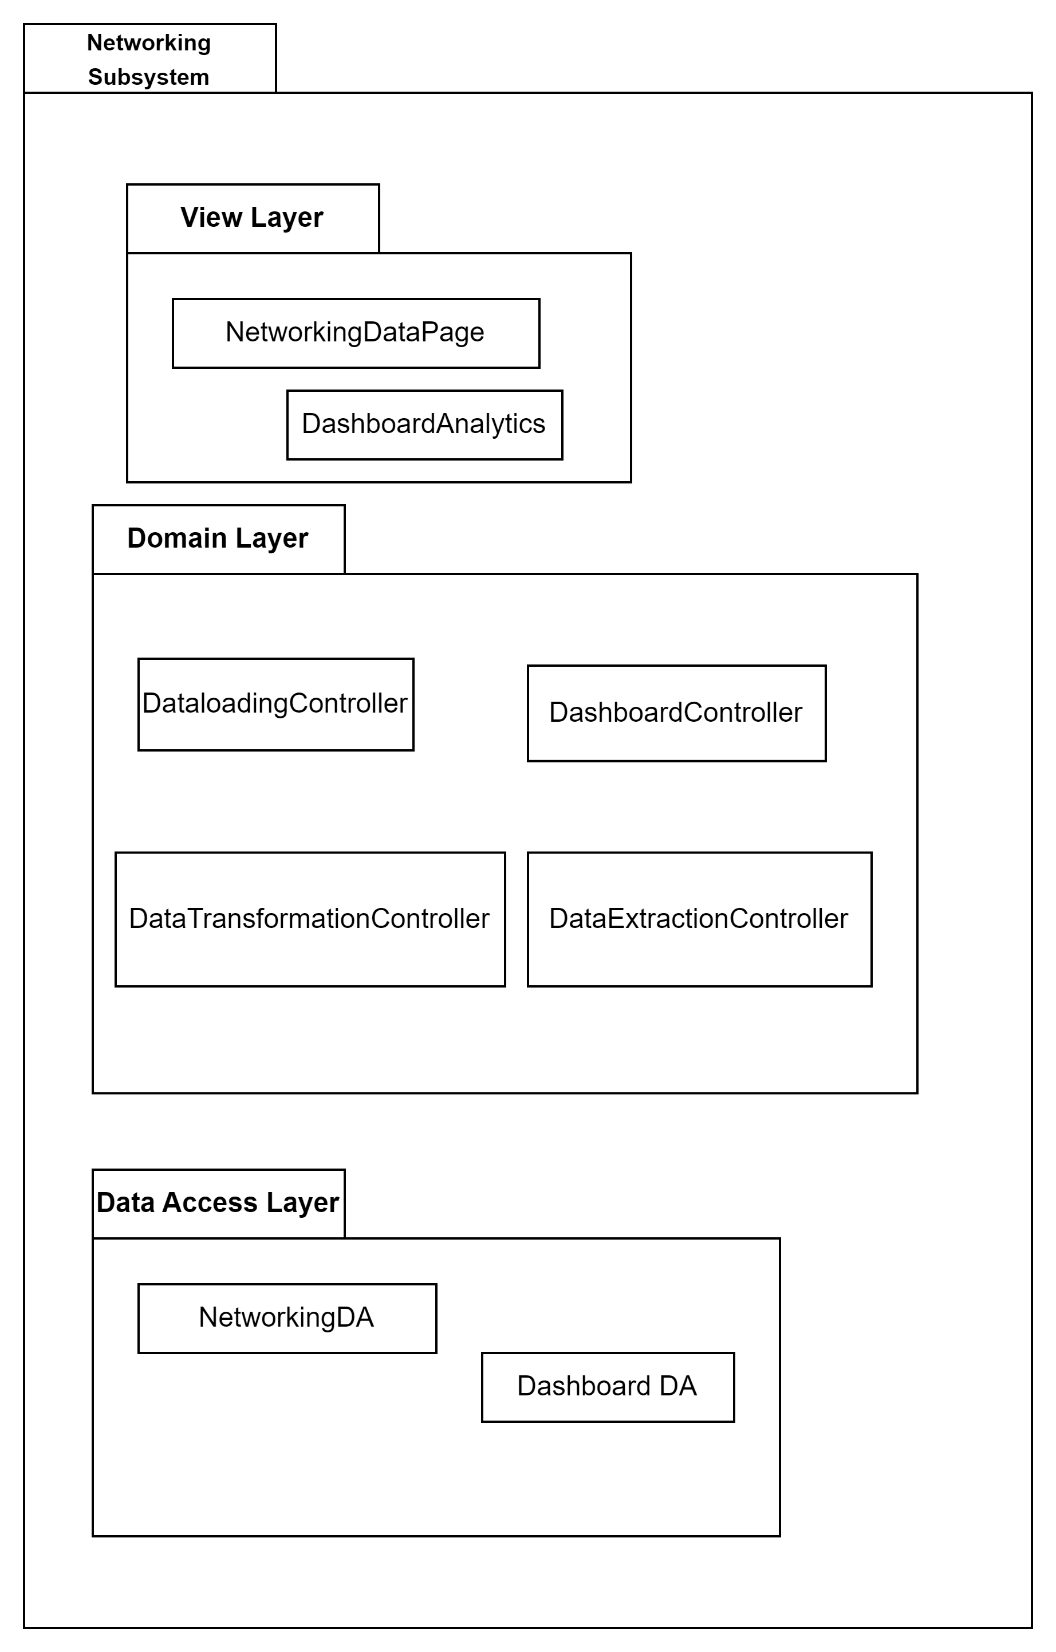 Networking
Subsystem
View Layer
NetworkingDataPage
DashboardAnalytics
Domain Layer
DataloadingController
DashboardController
DataTransformationController
DataExtractionController
Data Access Layer
NetworkingDA
Dashboard DA